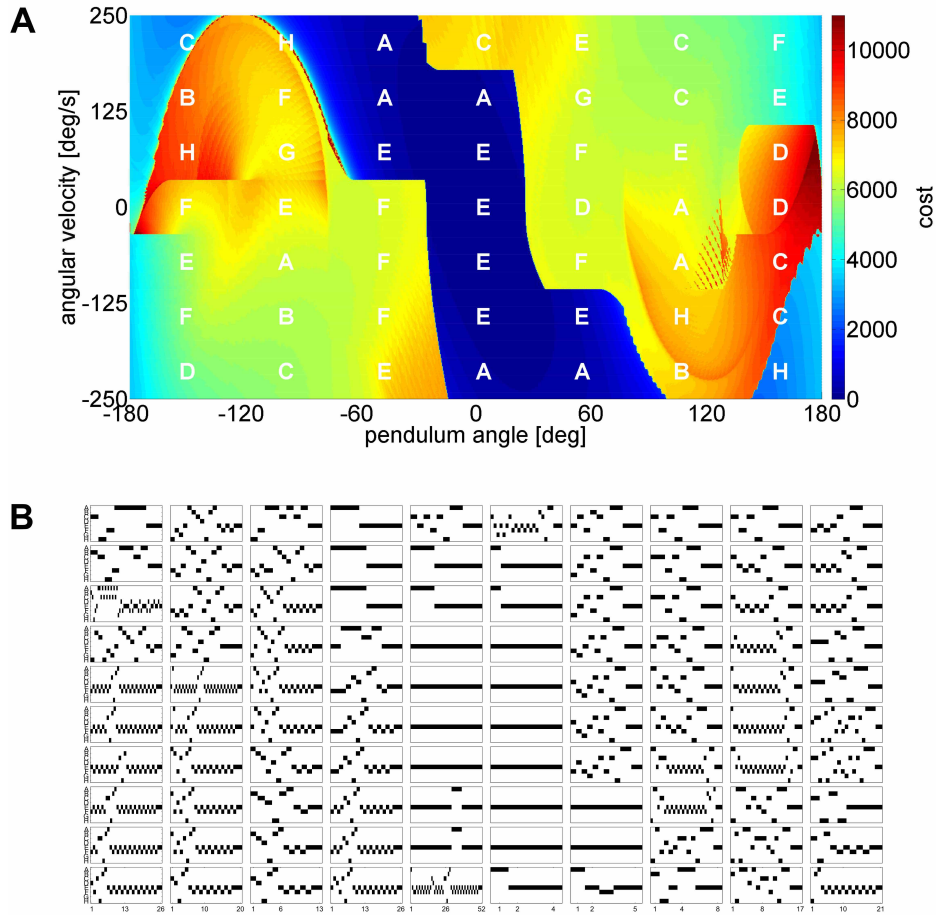 A
250
125
0
-125
-250
angular velocity [deg/s]
C H A C E C F
B F A A G C E
H G E E F E D
F E F E D A D
E A F E F A C
F B F E E H C
D C E A A B H
-178 -120 -60 0 60 120 180
pendulum angle [deg]
10000
8000
6000
4000
2000
0
cost
B
A B C D E F G H
A B C D E F G H
A B C D E F G H
A B C D E F G H
A B C D E F G H
A B C D E F G H
A B C D E F G H
A B C D E F G H
A B C D E F G H
A B C D E F G H
1 13 26 1 10 20 1 6 13 1 13 26 1 26 52 1 2 4 1 2 5 1 4 8 1 8 17 1 10 21